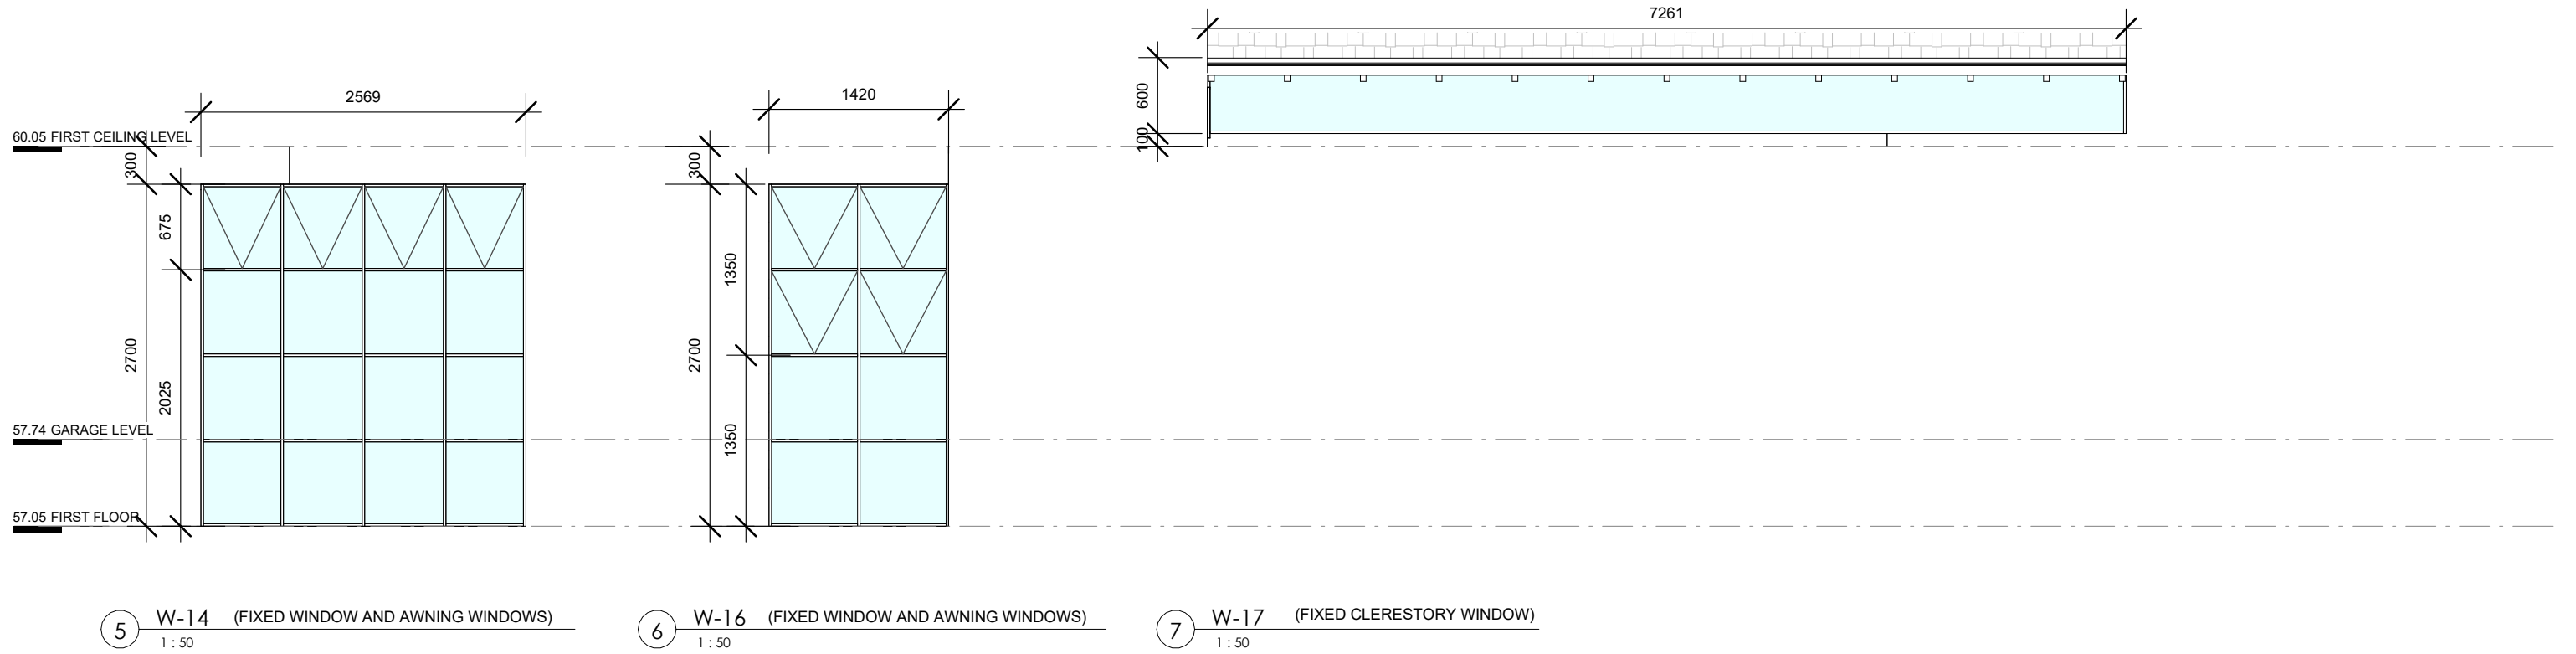 7261
2569
1420
600
100
60.05 FIRST CEILING LEVEL
300
300
675
1350
2700
2025
2700
1350
57.74 GARAGE LEVEL
57.05 FIRST FLOOR
5 W-14 (FIXED WINDOW AND AWNING WINDOWS)
1 : 50
6 W-16 (FIXED WINDOW AND AWNING WINDOWS)
1 : 50
7 W-17 (FIXED CLERESTORY WINDOW)
1 : 50